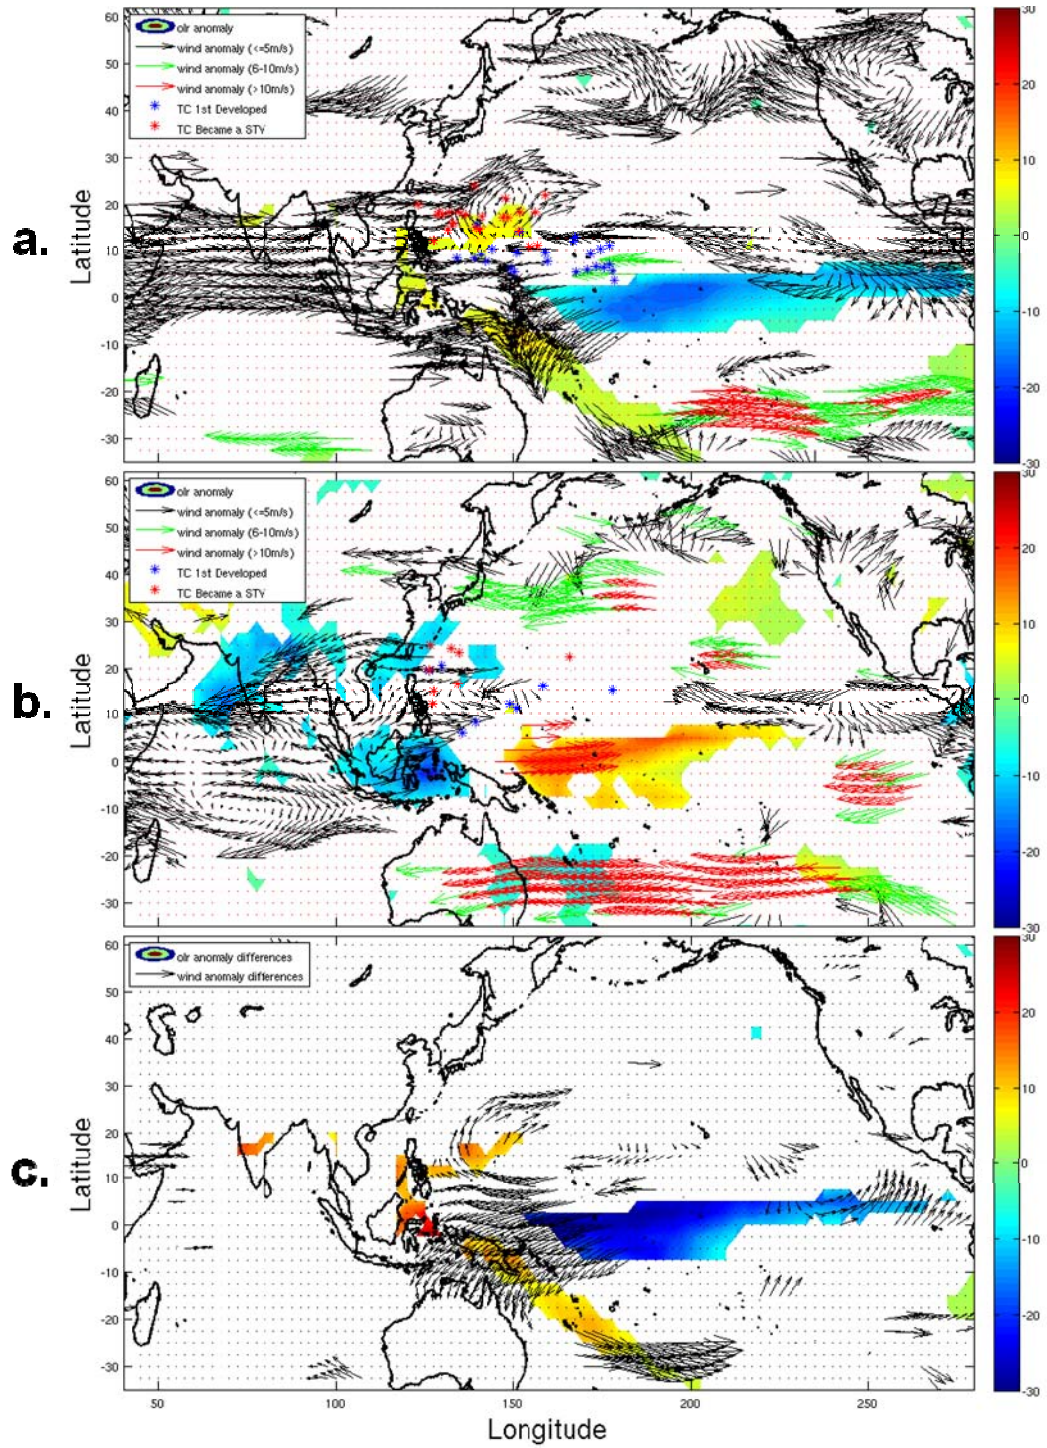 a.
Latitude
60
50
40
30
20
10
0
-10
-20
-30
olr anomaly
wind anomaly (<=5m/s)
wind anomaly (6-10m/s)
wind anomaly (>10m/s)
TC 1st Developed
TC Became a STY
30
20
10
0
-10
-20
-30
b.
Latitude
60
50
40
30
20
10
0
-10
-20
-30
olr anomaly
wind anomaly (<=5m/s)
wind anomaly (6-10m/s)
wind anomaly (>10m/s)
TC 1st Developed
TC Became a STY
30
20
10
0
-10
-20
-30
c.
Latitude
60
50
40
30
20
10
0
-10
-20
-30
olr anomaly differences
wind anomaly differences
30
20
10
0
-10
-20
-30
50
100
150
200
250
Longitude